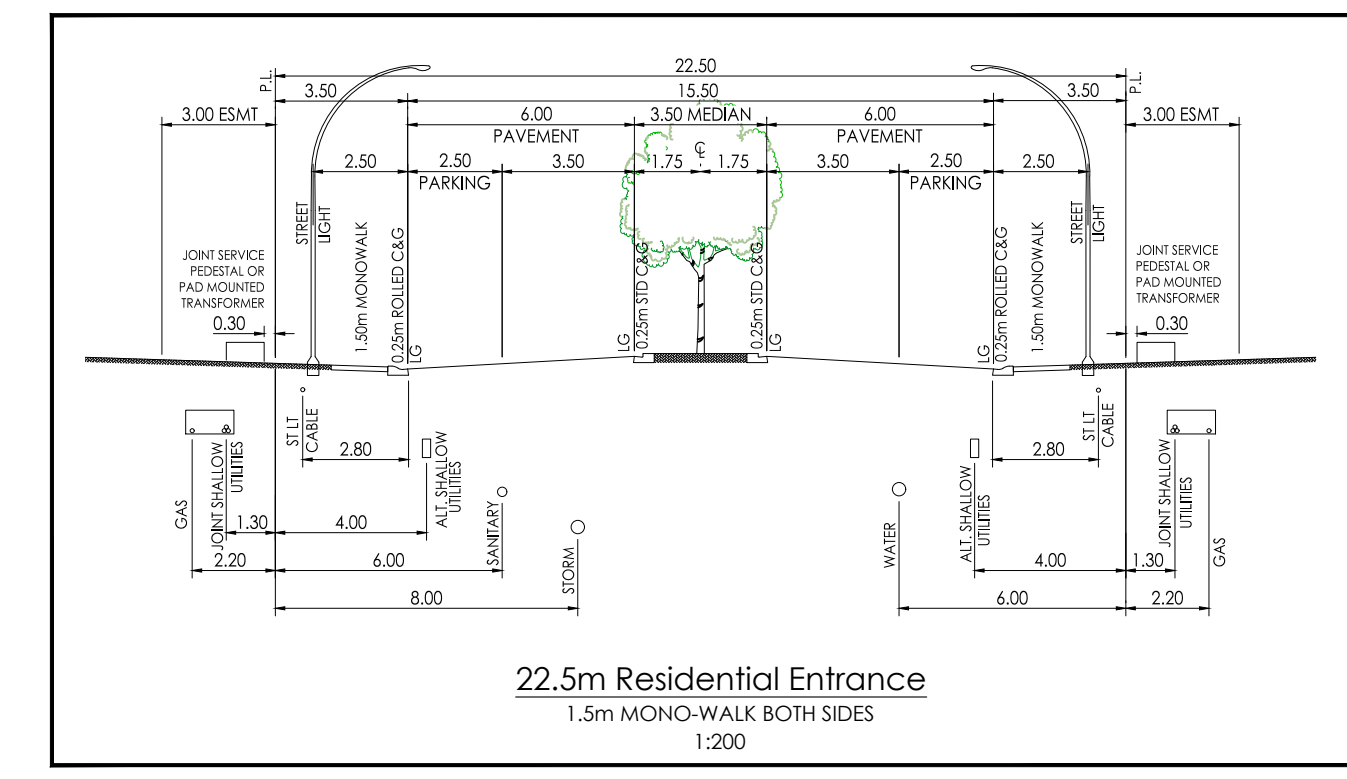 22.50
P.L.
P.L.
3.50
15.50
3.50
3.00 ESMT
6.00
3.50 MEDIAN
6.00
3.00 ESMT
PAVEMENT
PAVEMENT
℄
2.50
2.50
3.50
1.75
1.75
3.50
2.50
2.50
PARKING
PARKING
STREET
LIGHT
1.50m MONOWALK
0.25m ROLLED C&G
LG
LG
0.25m STD C&G
0.25m STD C&G
LG
LG
0.25m ROLLED C&G
1.50m MONOWALK
STREET
LIGHT
JOINT SERVICE
PEDESTAL OR
PAD MOUNTED
TRANSFORMER
0.30
JOINT SERVICE
PEDESTAL OR
PAD MOUNTED
TRANSFORMER
0.30
GAS
JOINT SHALLOW
UTILITIES
ST LT
CABLE
2.80
ALT. SHALLOW
UTILITIES
SANITARY
STORM
WATER
ALT. SHALLOW
UTILITIES
2.80
ST LT
CABLE
JOINT SHALLOW
UTILITIES
GAS
1.30
4.00
2.20
6.00
8.00
4.00
1.30
6.00
2.20
22.5m Residential Entrance
1.5m MONO-WALK BOTH SIDES
1:200